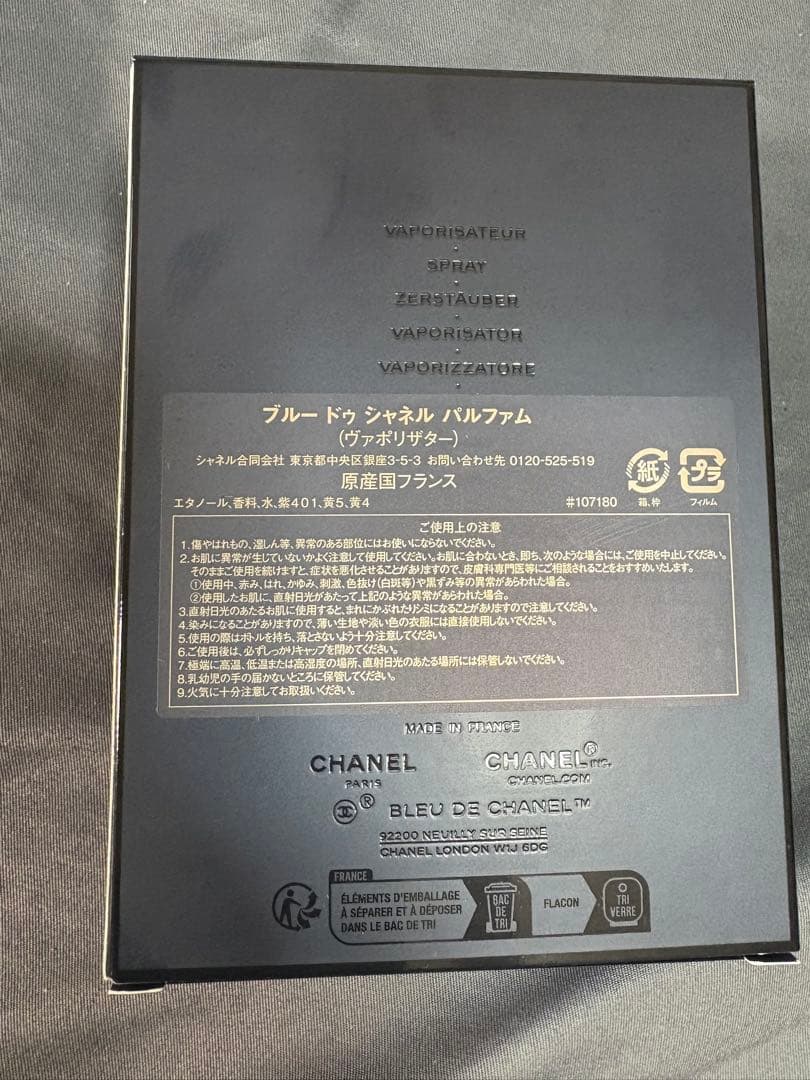 VAPORISATEUR
SPRAY
ZERSTÄUBER
VAPORISATOR
VAPORIZZATORE
ブルー ドゥ シャネル パルファム
(ヴァポリザター)
シャネル合同会社 東京都中央区銀座3-5-3 お問い合わせ先 0120-525-519
原産国フランス
エタノール、香料、水、紫401、黄5、黄4 #107180
紙 プラ
箱、枠 フィルム
ご使用上の注意
1.傷やはれもの、湿しん等、異常のある部位にはお使いにならないでください。
2.お肌に異常が生じていないかよく注意して使用してください。お肌に合わないとき、即ち、次のような場合には、ご使用を中止してください。
そのままご使用を続けますと、症状を悪化させることがありますので、皮膚科専門医等にご相談されることをおすすめいたします。
①使用中、赤み、はれ、かゆみ、刺激、色抜け(白斑等)や黒ずみ等の異常があらわれた場合。
②使用したお肌に、直射日光があたって上記のような異常があらわれた場合。
3.直射日光のあたるお肌に使用すると、まれにかぶれたりシミになることがありますので注意してください。
4.染みになることがありますので、薄い生地や淡い色の衣服には直接使用しないでください。
5.使用の際はボトルを持ち、落とさないよう十分注意してください。
6.ご使用後は、必ずしっかりキャップを閉めてください。
7.極端に高温、低温または高湿度の場所、直射日光のあたる場所には保管しないでください。
8.乳幼児の手の届かないところに保管してください。
9.火気に十分注意してお取扱いください。
MADE IN FRANCE
CHANEL CHANEL® INC.
PARIS CHANEL.COM
® BLEU DE CHANEL™
92200 NEUILLY SUR SEINE
CHANEL LONDON W1J 6DG
FRANCE
ÉLÉMENTS D'EMBALLAGE
À SÉPARER ET À DÉPOSER
DANS LE BAC DE TRI
BAC
DE
TRI
FLACON
TRI
VERRE